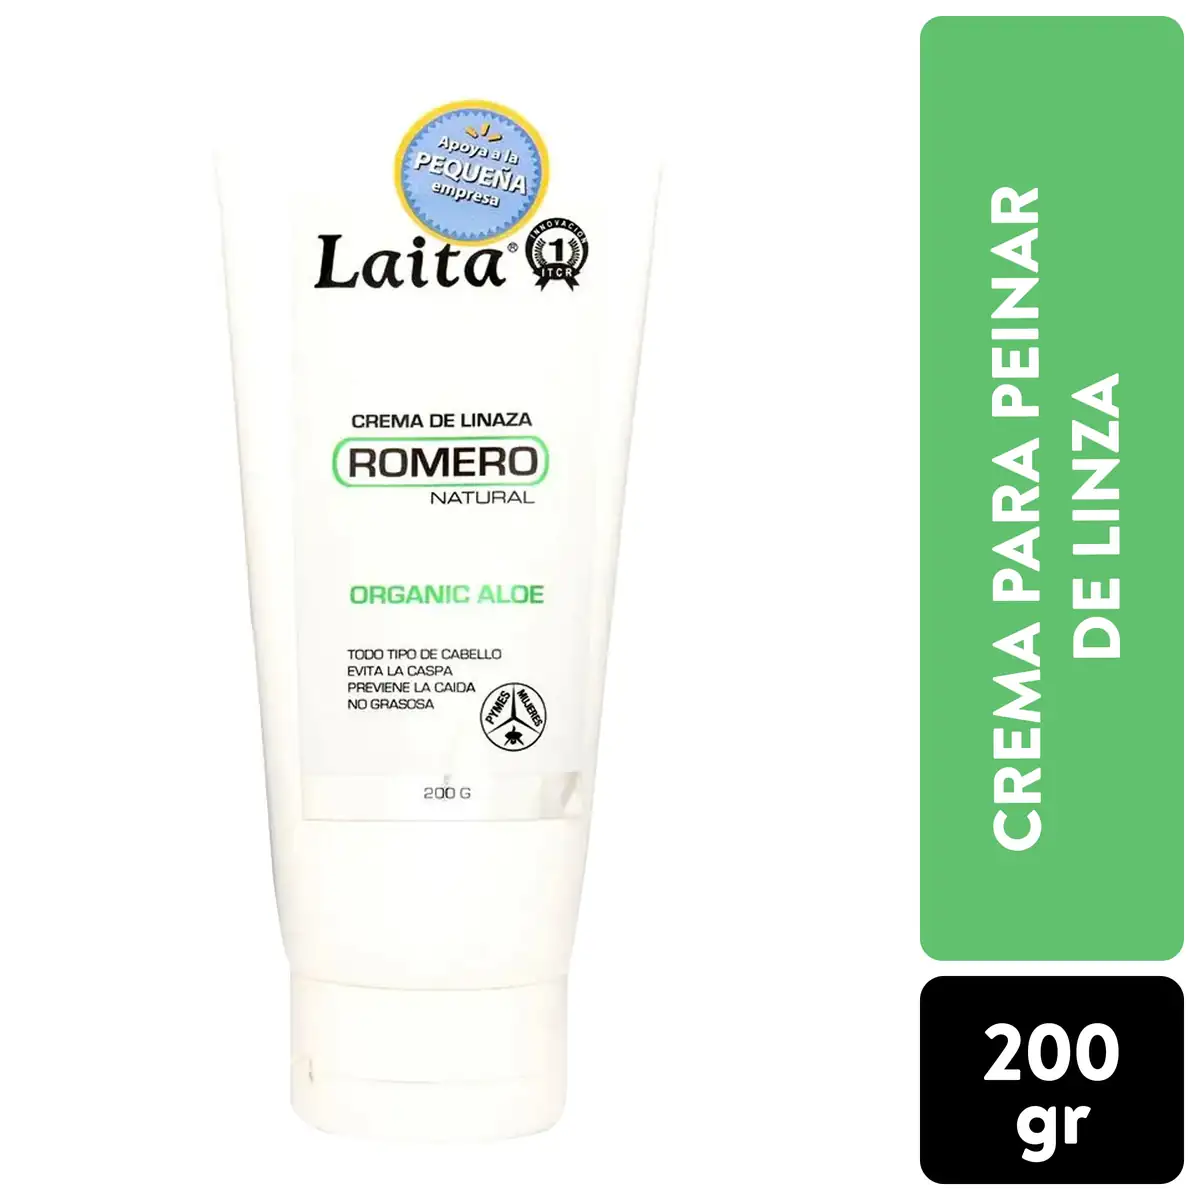 Apoya a la
PEQUEÑA
empresa
Laita®
INNOVACION
1
ITCR
CREMA DE LINAZA
ROMERO
NATURAL
ORGANIC ALOE
TODO TIPO DE CABELLO
EVITA LA CASPA
PREVIENE LA CAIDA
NO GRASOSA
PYMES MUJERES
200 G
CREMA PARA PEINAR
DE LINZA
200
gr